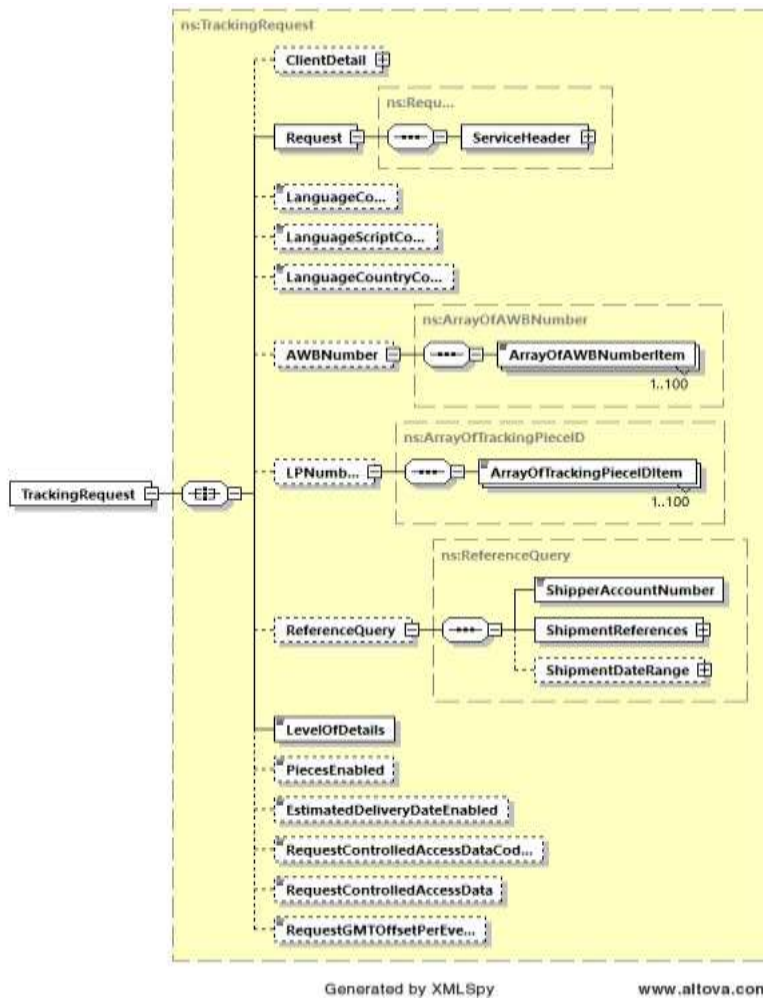 ns:TrackingRequest
ClientDetail
ns:Requ...
Request
ServiceHeader
LanguageCo...
LanguageScriptCo...
LanguageCountryCo...
ns:ArrayOfAWBNumber
AWBNumber
ArrayOfAWBNumberItem
1..100
ns:ArrayOfTrackingPieceID
LPNumb...
ArrayOfTrackingPieceIDItem
1..100
TrackingRequest
ns:ReferenceQuery
ShipperAccountNumber
ReferenceQuery
ShipmentReferences
ShipmentDateRange
LevelOfDetails
PiecesEnabled
EstimatedDeliveryDateEnabled
RequestControlledAccessDataCod...
RequestControlledAccessData
RequestGMTOffsetPerEve...
Generated by XMLSpy
www.altova.com